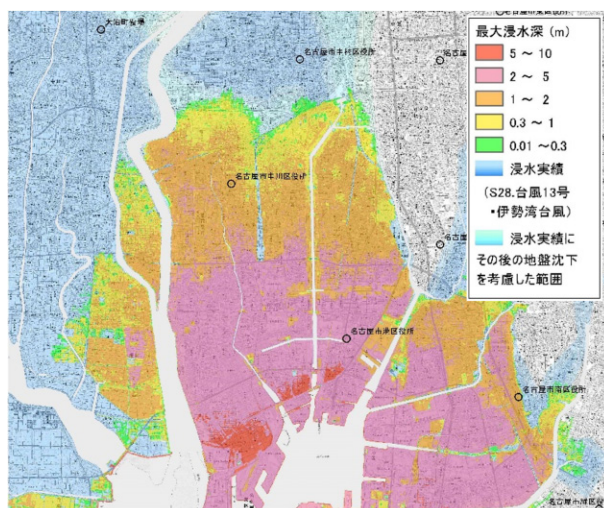 大治町役場
名古屋市中村区役所
名古屋市中川区役所
名古屋市港区役所
名古屋市南区役所
最大浸水深（m）
5 ～ 10
2 ～ 5
1 ～ 2
0.3 ～ 1
0.01 ～0.3
浸水実績
（S28.台風13号
・伊勢湾台風）
浸水実績に
その後の地盤沈下
を考慮した範囲